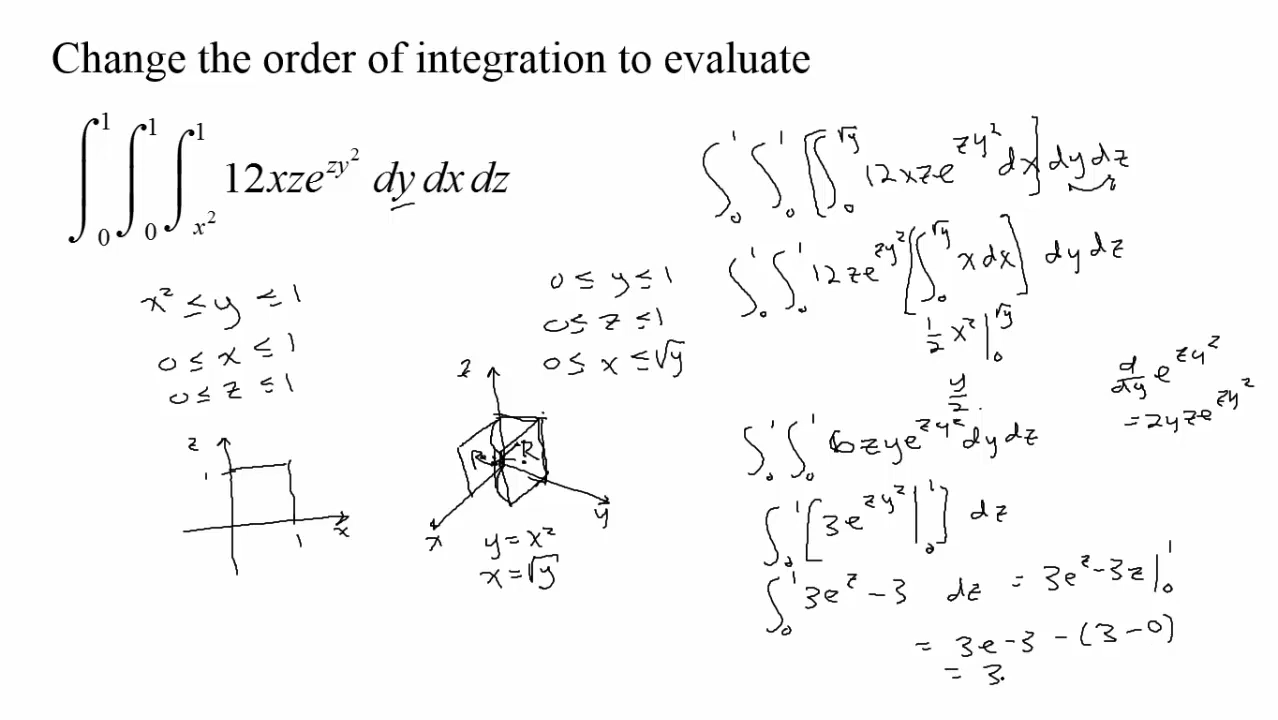 Change the order of integration to evaluate
∫₀¹ ∫₀¹ ∫ₓ²¹ 12xze^{zy²} dy dx dz
x² ≤ y ≤ 1
0 ≤ x ≤ 1
0 ≤ z ≤ 1
z
1
1
x
0 ≤ y ≤ 1
0 ≤ z ≤ 1
0 ≤ x ≤ √y
z
R
R
x
y
y = x²
x = √y
∫₀¹ ∫₀¹ [∫₀^{√y} 12xze^{zy²} dx] dy dz
∫₀¹ ∫₀¹ 12ze^{zy²} [∫₀^{√y} x dx] dy dz
1/2 x² |₀^{√y}
y/2
d/dy e^{zy²}
= 2yze^{zy²}
∫₀¹ ∫₀¹ 6zye^{zy²} dy dz
∫₀¹ [3e^{zy²} |₀¹] dz
∫₀¹ 3e^z − 3 dz = 3e^z − 3z |₀¹
= 3e − 3 − (3 − 0)
= 3